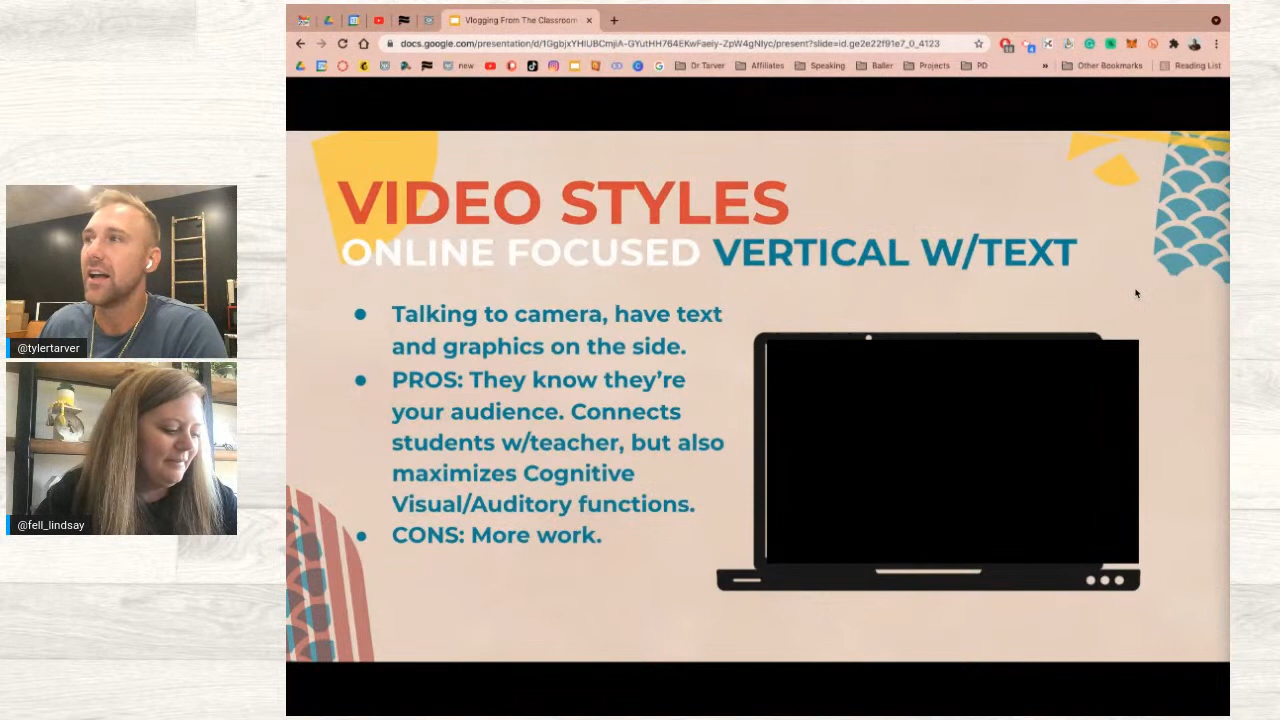 Vlogging From The Classroom
docs.google.com/presentation/d/1GgbjxYHIUBCmjiA-GYutHH764EKwFaeiy-ZpW4gNIyc/present?slide=id.ge2e22f91e7_0_4123
new
Dr Tarver
Affiliates
Speaking
Baller
Projects
PD
»
Other Bookmarks
Reading List
VIDEO STYLES
ONLINE FOCUSED VERTICAL W/TEXT
● Talking to camera, have text
and graphics on the side.
● PROS: They know they're
your audience. Connects
students w/teacher, but also
maximizes Cognitive
Visual/Auditory functions.
● CONS: More work.
@tylertarver
@fell_lindsay